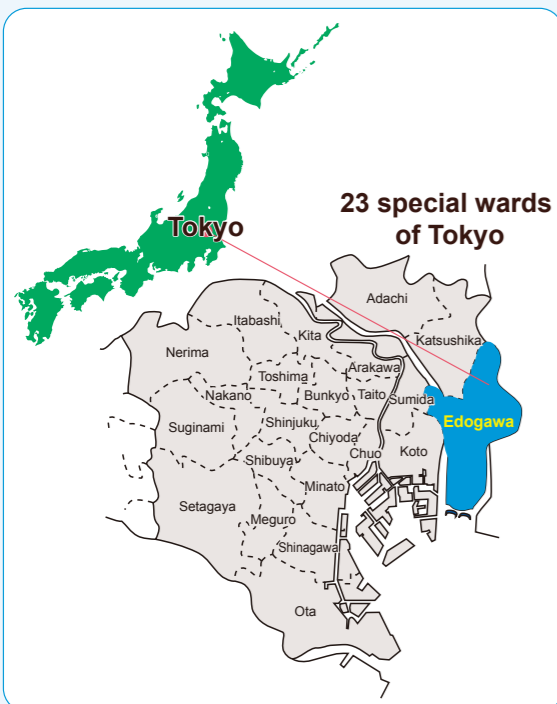 Tokyo
23 special wards
of Tokyo
Adachi
Itabashi
Kita
Katsushika
Nerima
Arakawa
Toshima
Nakano
Bunkyo
Taito
Sumida
Suginami
Shinjuku
Edogawa
Chiyoda
Shibuya
Chuo
Koto
Minato
Setagaya
Meguro
Shinagawa
Ota